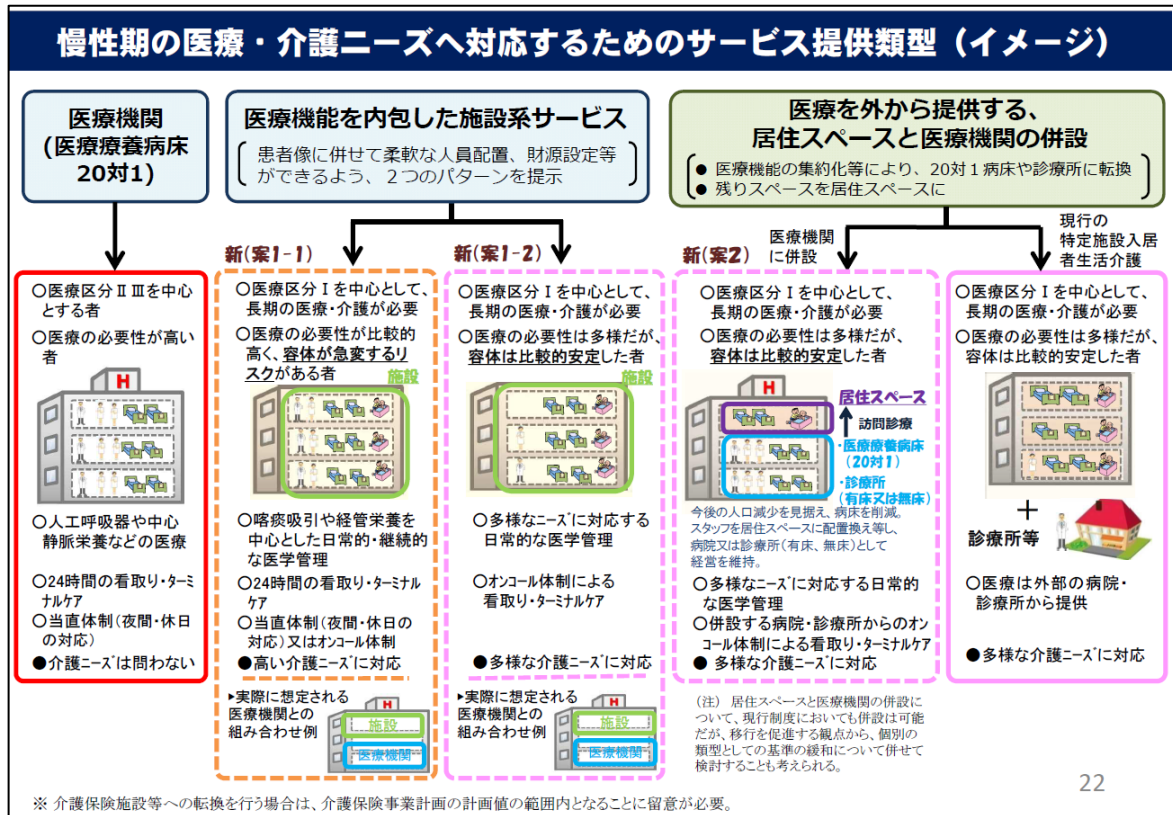 慢性期の医療・介護ニーズへ対応するためのサービス提供類型（イメージ）
医療機関
(医療療養病床
20対1)
医療機能を内包した施設系サービス
患者像に併せて柔軟な人員配置、財源設定等
ができるよう、２つのパターンを提示
医療を外から提供する、
居住スペースと医療機関の併設
● 医療機能の集約化等により、20対１病床や診療所に転換
● 残りスペースを居住スペースに
○医療区分ⅡⅢを中心
とする者
○医療の必要性が高い
者
H
○人工呼吸器や中心
静脈栄養などの医療
○24時間の看取り・ターミ
ナルケア
○当直体制(夜間・休日
の対応)
●介護ニーズは問わない
新(案1-1)
○医療区分Ⅰを中心として、
長期の医療・介護が必要
○医療の必要性が比較的
高く、容体が急変するリ
スクがある者
施設
H
○喀痰吸引や経管栄養を
中心とした日常的・継続的
な医学管理
○24時間の看取り・ターミナル
ケア
○当直体制(夜間・休日の
対応)又はオンコール体制
●高い介護ニーズに対応
▸実際に想定される
医療機関との
組み合わせ例
H
施設
医療機関
新(案1-2)
○医療区分Ⅰを中心として、
長期の医療・介護が必要
○医療の必要性は多様だが、
容体は比較的安定した者
施設
H
○多様なニーズに対応する
日常的な医学管理
○オンコール体制による
看取り・ターミナルケア
●多様な介護ニーズに対応
▸実際に想定される
医療機関との
組み合わせ例
H
施設
医療機関
新(案2)
医療機関
に併設
○医療区分Ⅰを中心として、
長期の医療・介護が必要
○医療の必要性は多様だが、
容体は比較的安定した者
H
居住スペース
訪問診療
・医療療養病床
(20対1)
・診療所
(有床又は無床)
今後の人口減少を見据え、病床を削減。
スタッフを居住スペースに配置換え等し、
病院又は診療所(有床、無床)として
経営を維持。
○多様なニーズに対応する日常的
な医学管理
○併設する病院・診療所からのオン
コール体制による看取り・ターミナルケア
● 多様な介護ニーズに対応
(注) 居住スペースと医療機関の併設に
ついて、現行制度においても併設は可能
だが、移行を促進する観点から、個別の
類型としての基準の緩和について併せて
検討することも考えられる。
現行の
特定施設入居
者生活介護
○医療区分Ⅰを中心として、
長期の医療・介護が必要
○医療の必要性は多様だが、
容体は比較的安定した者
＋
診療所等
○医療は外部の病院・
診療所から提供
●多様な介護ニーズに対応
22
※ 介護保険施設等への転換を行う場合は、介護保険事業計画の計画値の範囲内となることに留意が必要。